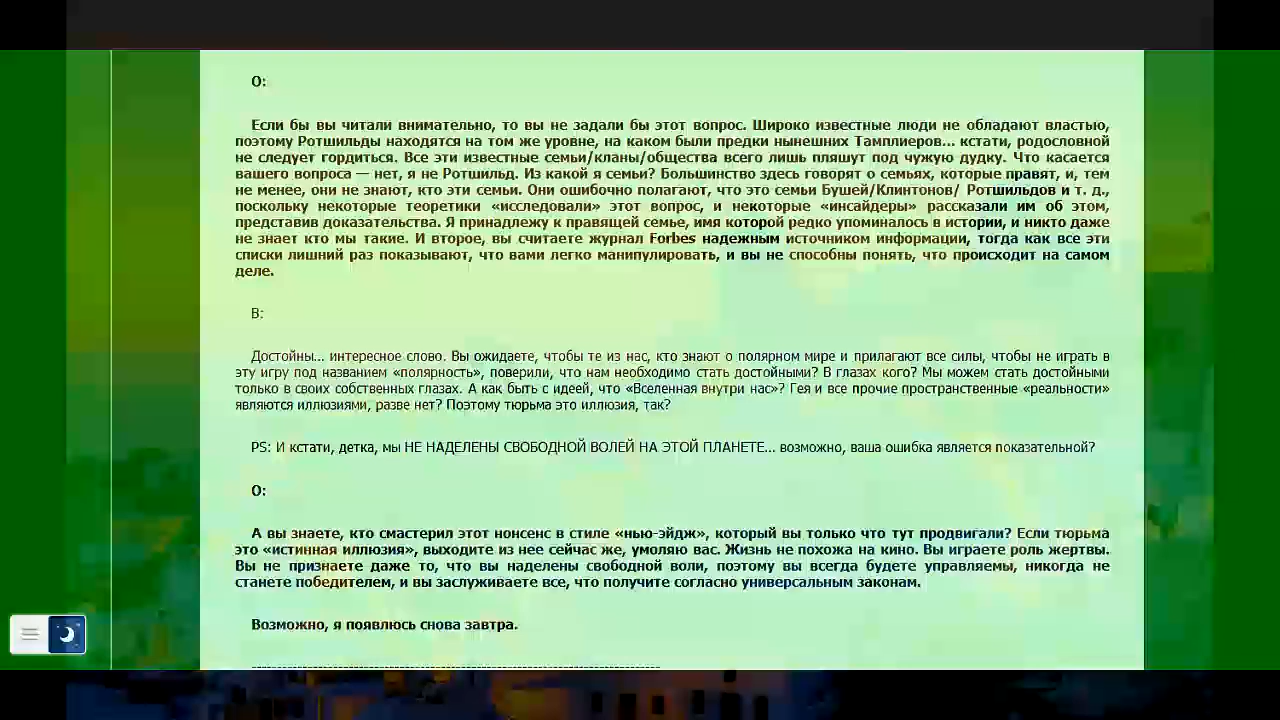 О:
Если бы вы читали внимательно, то вы не задали бы этот вопрос. Широко известные люди не обладают властью,
поэтому Ротшильды находятся на том же уровне, на каком были предки нынешних Тамплиеров... кстати, родословной
не следует гордиться. Все эти известные семьи/кланы/общества всего лишь пляшут под чужую дудку. Что касается
вашего вопроса — нет, я не Ротшильд. Из какой я семьи? Большинство здесь говорят о семьях, которые правят, и, тем
не менее, они не знают, кто эти семьи. Они ошибочно полагают, что это семьи Бушей/Клинтонов/ Ротшильдов и т. д.,
поскольку некоторые теоретики «исследовали» этот вопрос, и некоторые «инсайдеры» рассказали им об этом,
представив доказательства. Я принадлежу к правящей семье, имя которой редко упоминалось в истории, и никто даже
не знает кто мы такие. И второе, вы считаете журнал Forbes надежным источником информации, тогда как все эти
списки лишний раз показывают, что вами легко манипулировать, и вы не способны понять, что происходит на самом
деле.
В:
Достойны... интересное слово. Вы ожидаете, чтобы те из нас, кто знают о полярном мире и прилагают все силы, чтобы не играть в
эту игру под названием «полярность», поверили, что нам необходимо стать достойными? В глазах кого? Мы можем стать достойными
только в своих собственных глазах. А как быть с идеей, что «Вселенная внутри нас»? Гея и все прочие пространственные «реальности»
являются иллюзиями, разве нет? Поэтому тюрьма это иллюзия, так?
PS: И кстати, детка, мы НЕ НАДЕЛЕНЫ СВОБОДНОЙ ВОЛЕЙ НА ЭТОЙ ПЛАНЕТЕ... возможно, ваша ошибка является показательной?
О:
А вы знаете, кто смастерил этот нонсенс в стиле «нью-эйдж», который вы только что тут продвигали? Если тюрьма
это «истинная иллюзия», выходите из нее сейчас же, умоляю вас. Жизнь не похожа на кино. Вы играете роль жертвы.
Вы не признаете даже то, что вы наделены свободной воли, поэтому вы всегда будете управляемы, никогда не
станете победителем, и вы заслуживаете все, что получите согласно универсальным законам.
Возможно, я появлюсь снова завтра.